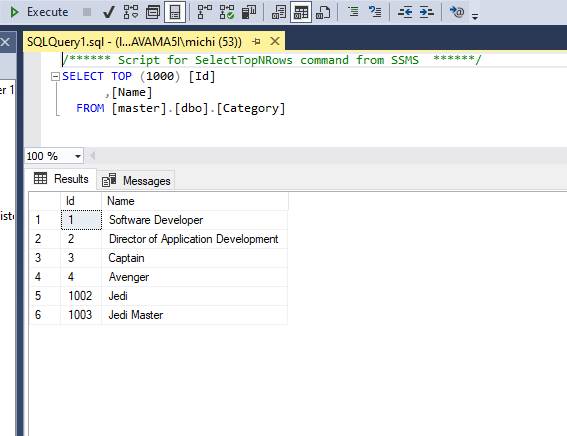 Execute
SQLQuery1.sql - (l...AVAMA5I\michi (53))
/****** Script for SelectTopNRows command from SSMS  ******/
SELECT TOP (1000) [Id]
,[Name]
FROM [master].[dbo].[Category]
100 %
Results Messages
Id Name
1 1 Software Developer
2 2 Director of Application Development
3 3 Captain
4 4 Avenger
5 1002 Jedi
6 1003 Jedi Master